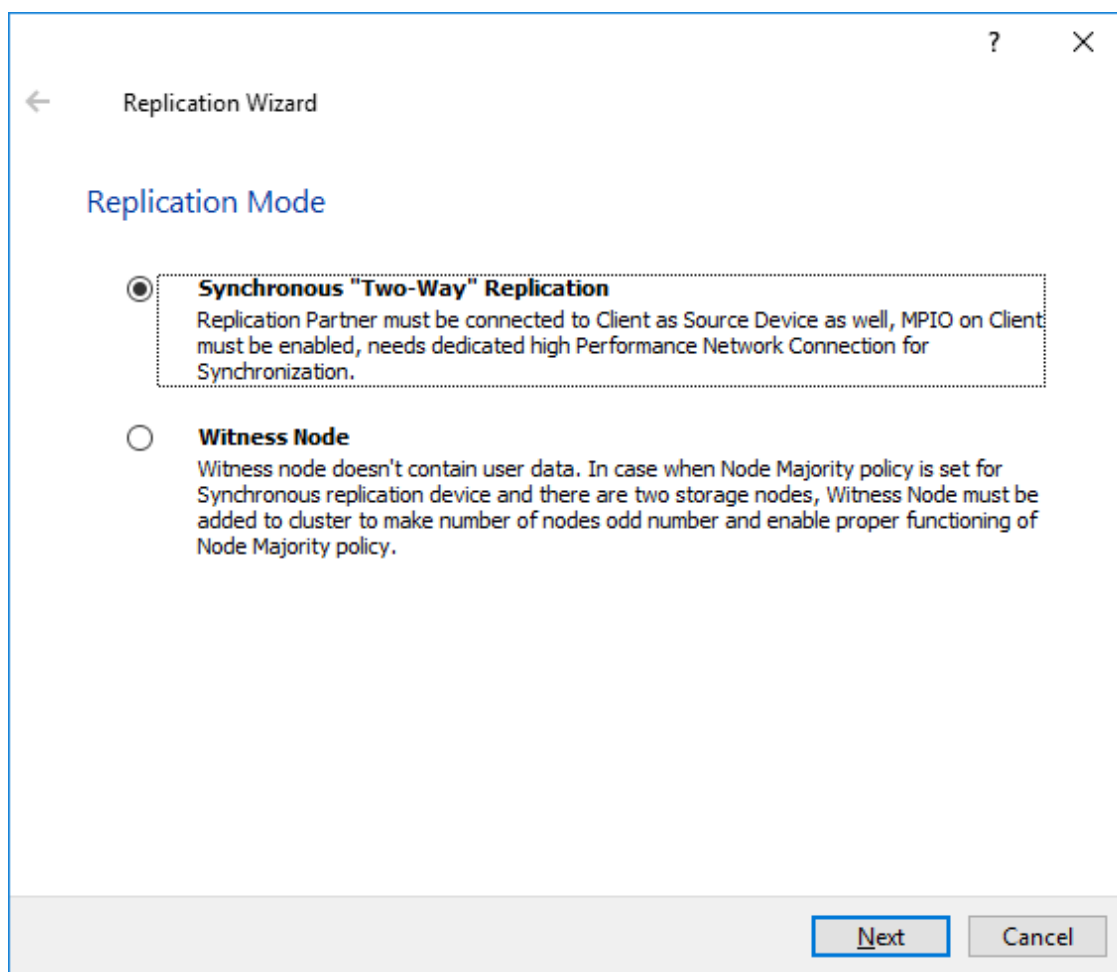 ?
Replication Wizard
Replication Mode
Synchronous "Two-Way" Replication
Replication Partner must be connected to Client as Source Device as well, MPIO on Client
must be enabled, needs dedicated high Performance Network Connection for
Synchronization.
Witness Node
Witness node doesn't contain user data. In case when Node Majority policy is set for
Synchronous replication device and there are two storage nodes, Witness Node must be
added to cluster to make number of nodes odd number and enable proper functioning of
Node Majority policy.
Next
Cancel